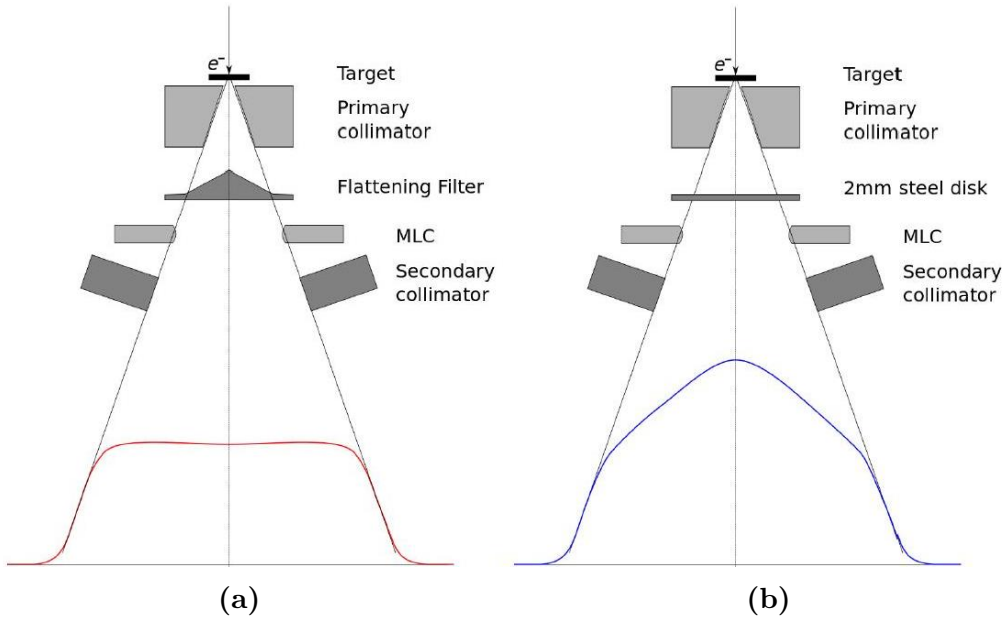 e⁻
Target
Primary
collimator
Flattening Filter
MLC
Secondary
collimator
(a)
e⁻
Target
Primary
collimator
2mm steel disk
MLC
Secondary
collimator
(b)